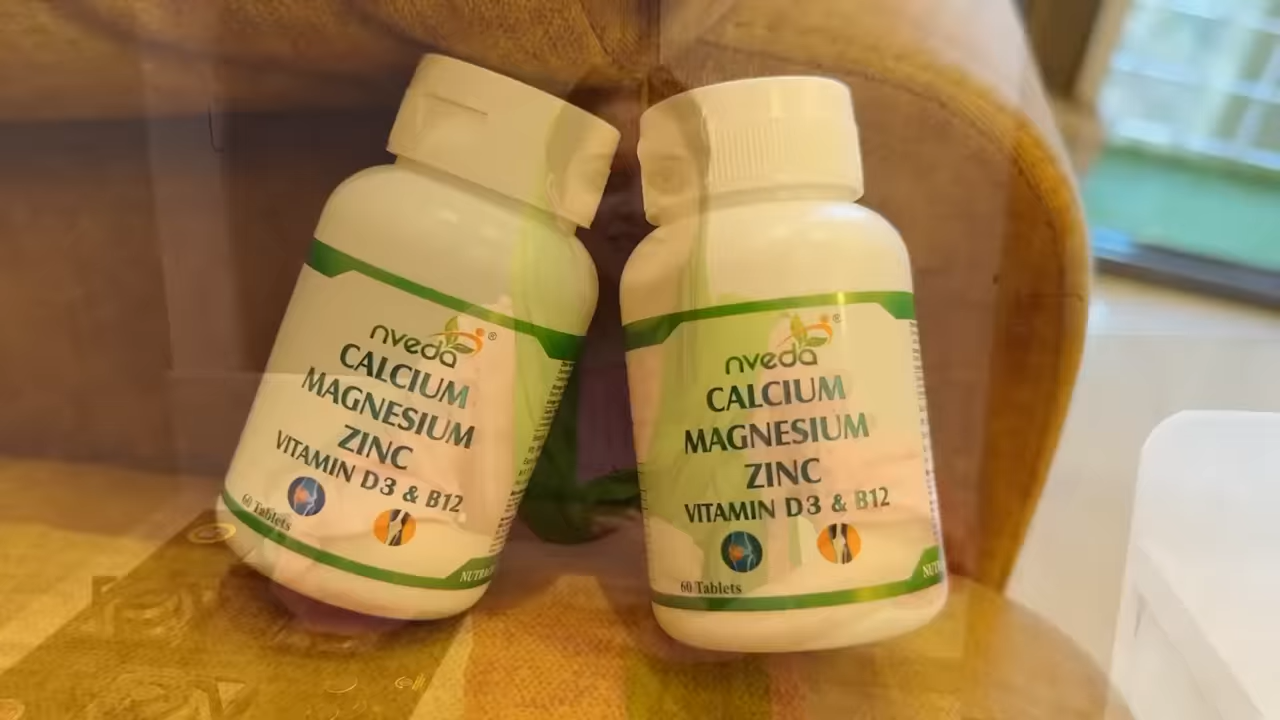 nveda®
CALCIUM
MAGNESIUM
ZINC
VITAMIN D3 & B12
60 Tablets
nveda®
CALCIUM
MAGNESIUM
ZINC
VITAMIN D3 & B12
60 Tablets